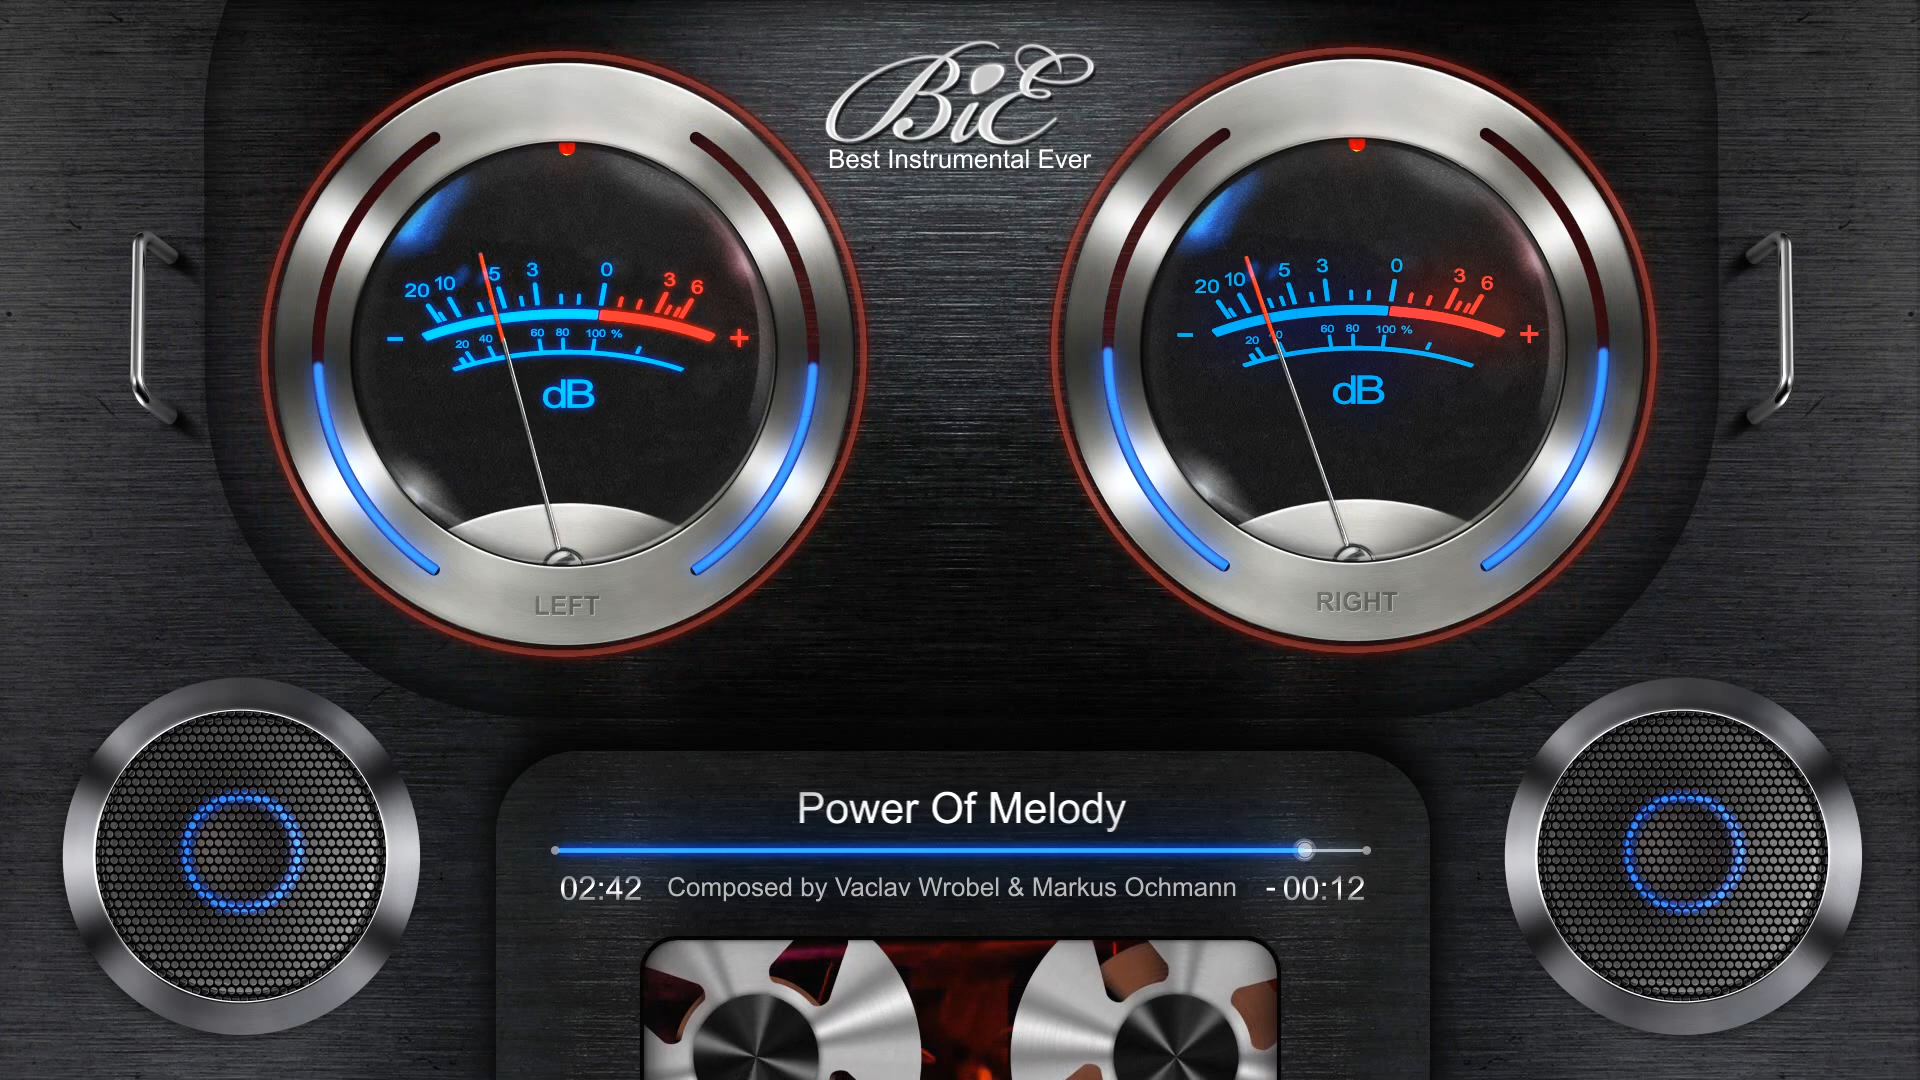 BiE
Best Instrumental Ever
20 10 5 3 0 3 6
- +
20 40 60 80 100 %
dB
LEFT
20 10 5 3 0 3 6
- +
20 40 60 80 100 %
dB
RIGHT
Power Of Melody
02:42 Composed by Vaclav Wrobel & Markus Ochmann - 00:12